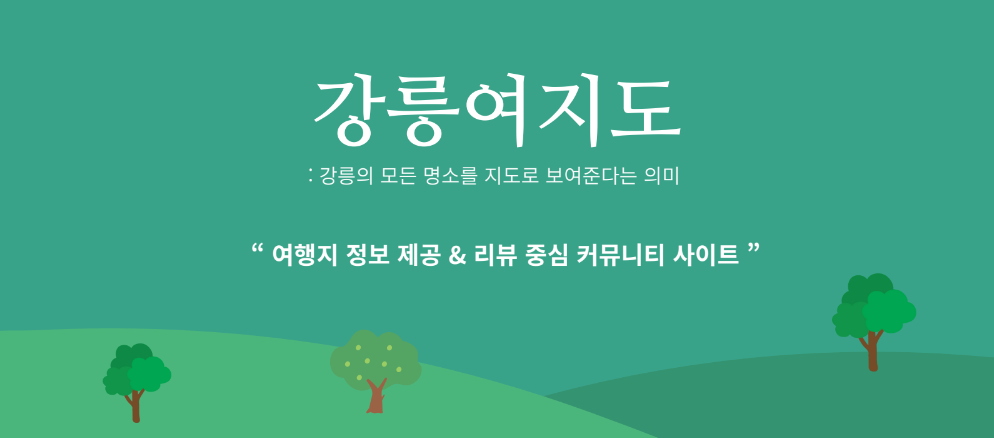 강릉여지도
: 강릉의 모든 명소를 지도로 보여준다는 의미
“ 여행지 정보 제공 & 리뷰 중심 커뮤니티 사이트 ”